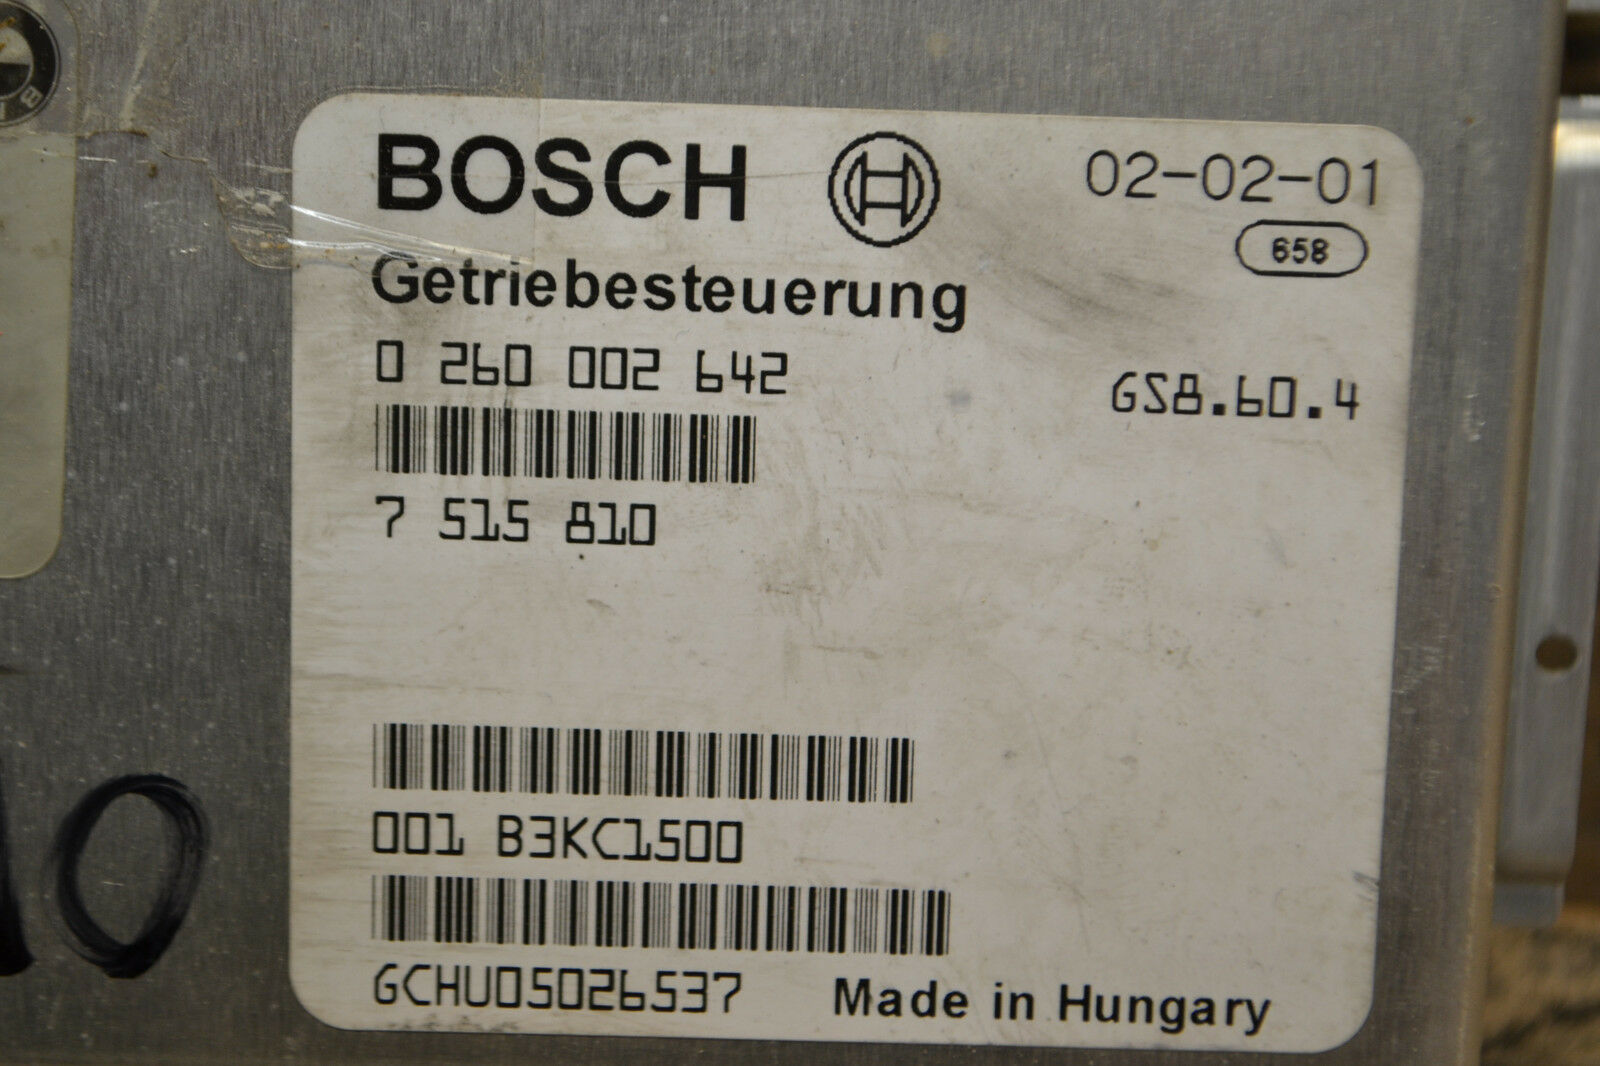 BOSCH
02-02-01
658
Getriebesteuerung
0 260 002 642
GS8.60.4
7 515 810
001 B3KC1500
GCHU05026537
Made in Hungary